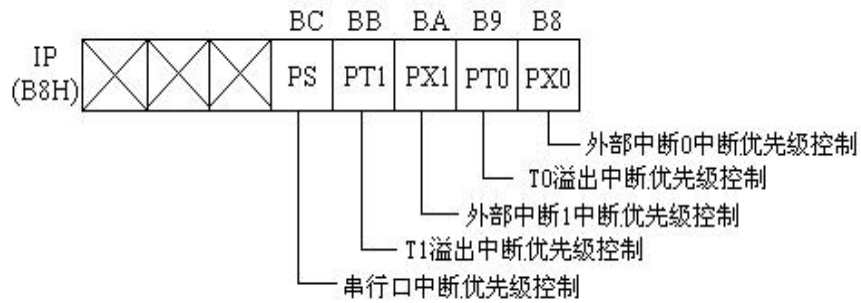 BC BB BA B9 B8
IP
(B8H)
PS PT1 PX1 PT0 PX0
外部中断0中断优先级控制
T0溢出中断优先级控制
外部中断1中断优先级控制
T1溢出中断优先级控制
串行口中断优先级控制